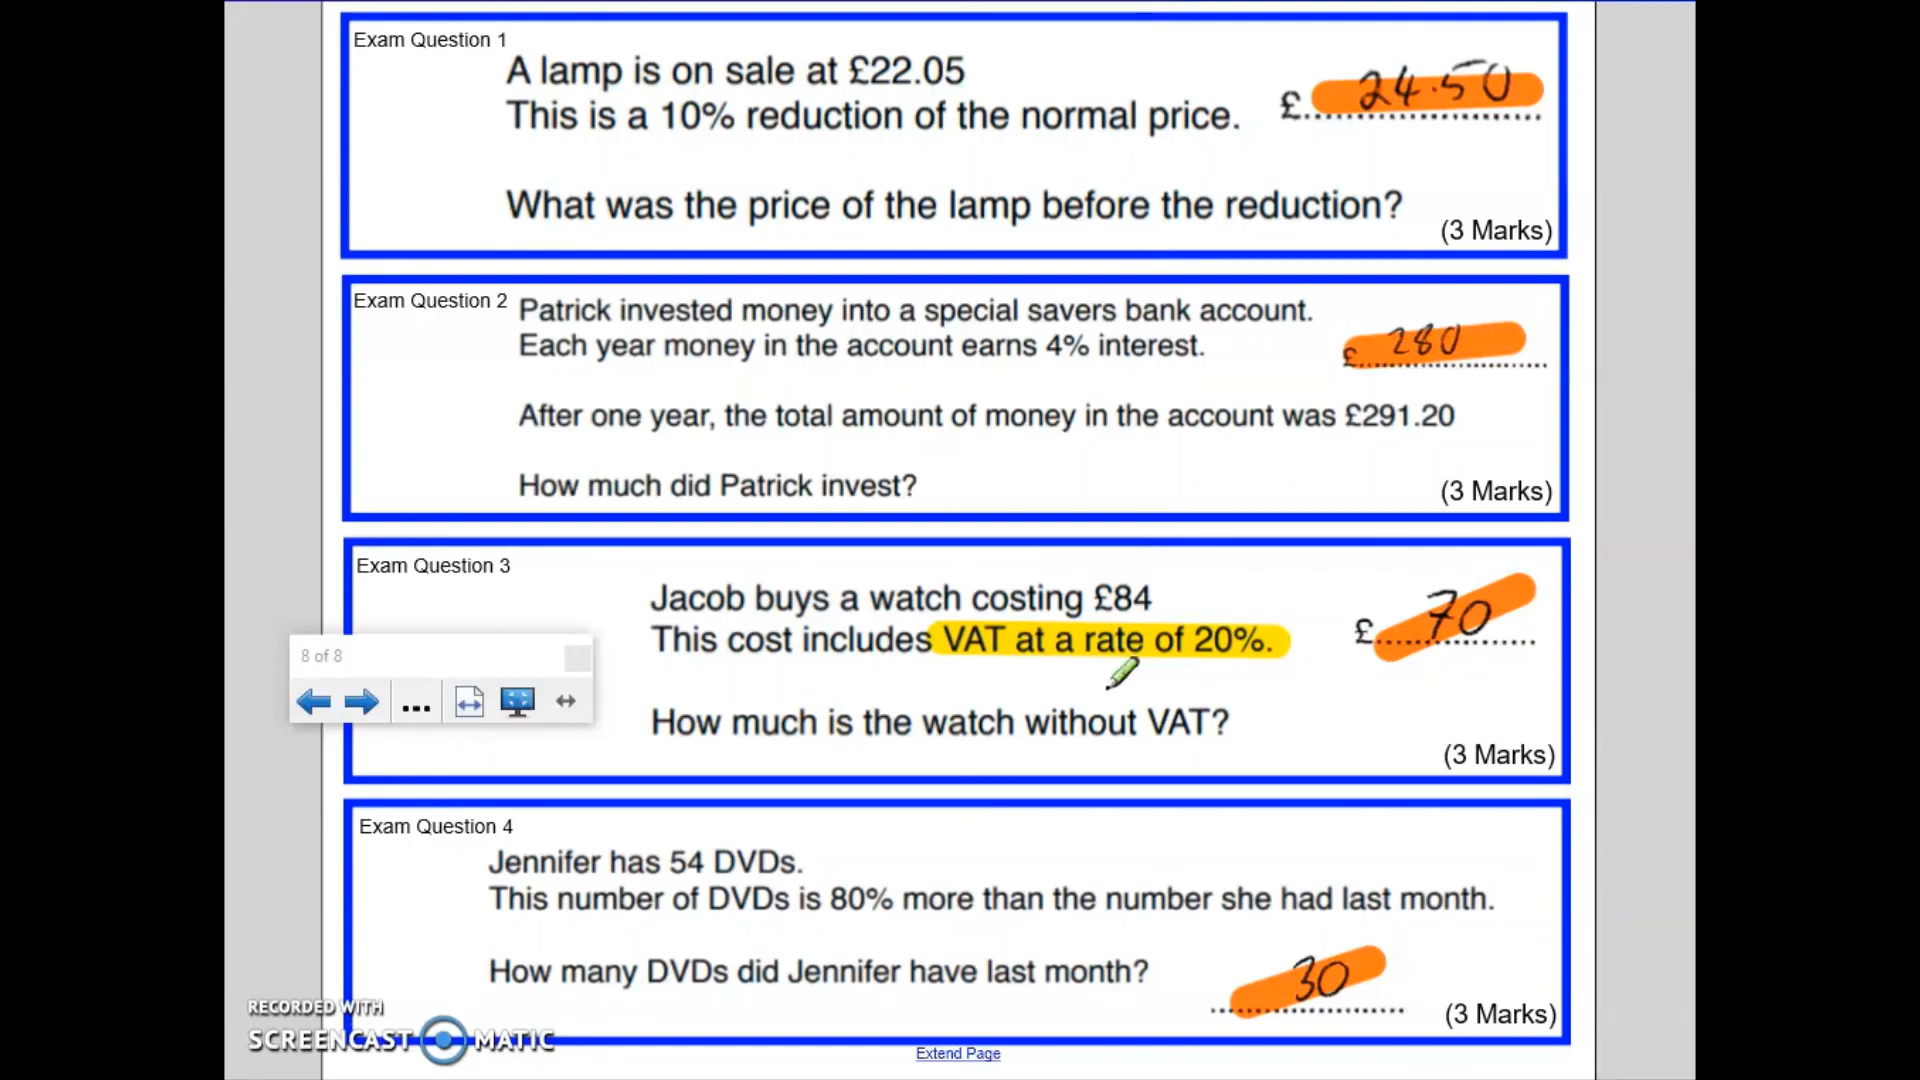 Exam Question 1
A lamp is on sale at £22.05
This is a 10% reduction of the normal price.
£ 24.50
What was the price of the lamp before the reduction?
(3 Marks)
Exam Question 2
Patrick invested money into a special savers bank account.
Each year money in the account earns 4% interest.
£ 280
After one year, the total amount of money in the account was £291.20
How much did Patrick invest?
(3 Marks)
Exam Question 3
Jacob buys a watch costing £84
This cost includes VAT at a rate of 20%.
£ 70
8 of 8
How much is the watch without VAT?
(3 Marks)
Exam Question 4
Jennifer has 54 DVDs.
This number of DVDs is 80% more than the number she had last month.
How many DVDs did Jennifer have last month?
30
(3 Marks)
RECORDED WITH
SCREENCAST MATIC
Extend Page